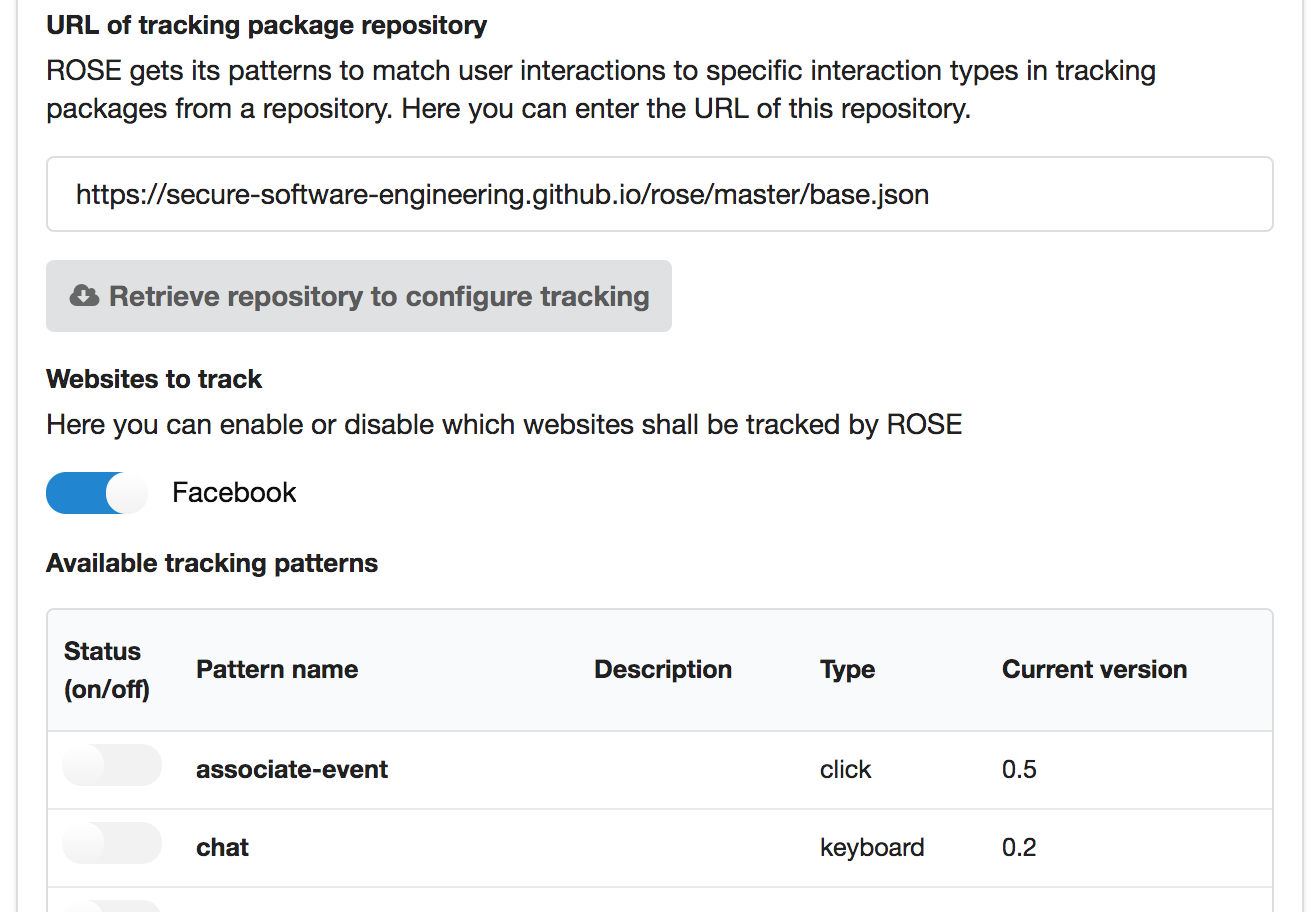 URL of tracking package repository
ROSE gets its patterns to match user interactions to specific interaction types in tracking
packages from a repository. Here you can enter the URL of this repository.
https://secure-software-engineering.github.io/rose/master/base.json
Retrieve repository to configure tracking
Websites to track
Here you can enable or disable which websites shall be tracked by ROSE
Facebook
Available tracking patterns
Status
(on/off)
Pattern name
Description
Type
Current version
associate-event
click
0.5
chat
keyboard
0.2